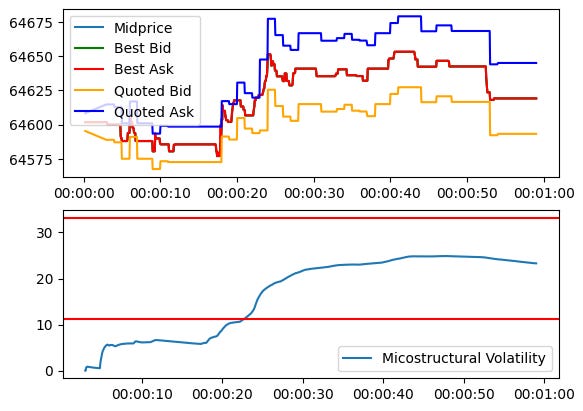 64675
64650
64625
64600
64575
Midprice
Best Bid
Best Ask
Quoted Bid
Quoted Ask
00:00:00 00:00:10 00:00:20 00:00:30 00:00:40 00:00:50 00:01:00
30
20
10
0
Micostructural Volatility
00:00:10 00:00:20 00:00:30 00:00:40 00:00:50 00:01:00